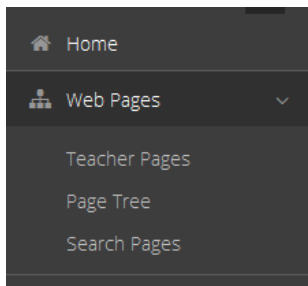 Home
Web Pages
Teacher Pages
Page Tree
Search Pages